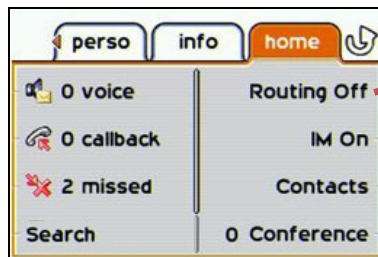 perso info home
0 voice Routing Off
0 callback IM On
2 missed Contacts
Search 0 Conference